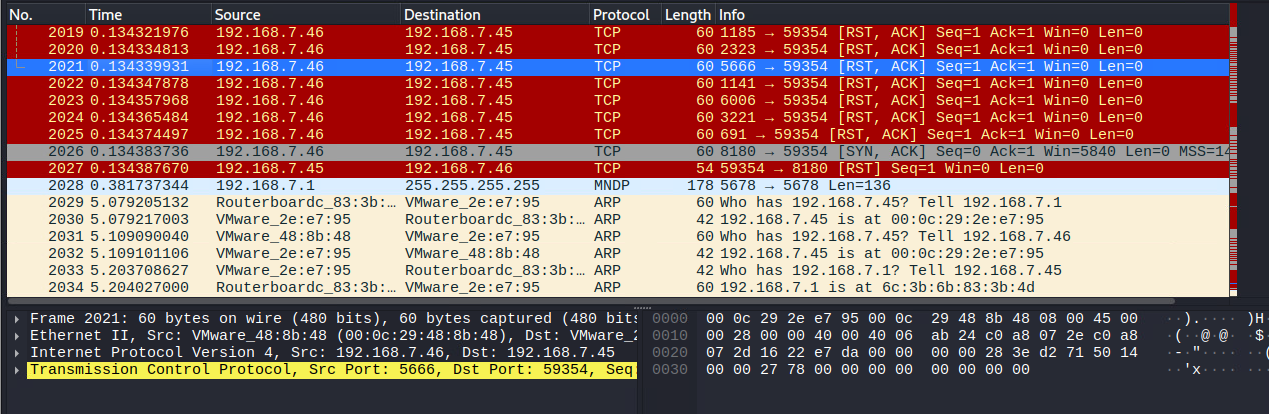 No. Time Source Destination Protocol Length Info
2019 0.134321976 192.168.7.46 192.168.7.45 TCP 60 1185 → 59354 [RST, ACK] Seq=1 Ack=1 Win=0 Len=0
2020 0.134334813 192.168.7.46 192.168.7.45 TCP 60 2323 → 59354 [RST, ACK] Seq=1 Ack=1 Win=0 Len=0
2021 0.134339931 192.168.7.46 192.168.7.45 TCP 60 5666 → 59354 [RST, ACK] Seq=1 Ack=1 Win=0 Len=0
2022 0.134347878 192.168.7.46 192.168.7.45 TCP 60 1141 → 59354 [RST, ACK] Seq=1 Ack=1 Win=0 Len=0
2023 0.134357968 192.168.7.46 192.168.7.45 TCP 60 6006 → 59354 [RST, ACK] Seq=1 Ack=1 Win=0 Len=0
2024 0.134365484 192.168.7.46 192.168.7.45 TCP 60 3221 → 59354 [RST, ACK] Seq=1 Ack=1 Win=0 Len=0
2025 0.134374497 192.168.7.46 192.168.7.45 TCP 60 691 → 59354 [RST, ACK] Seq=1 Ack=1 Win=0 Len=0
2026 0.134383736 192.168.7.46 192.168.7.45 TCP 60 8180 → 59354 [SYN, ACK] Seq=0 Ack=1 Win=5840 Len=0 MSS=14
2027 0.134387670 192.168.7.45 192.168.7.46 TCP 54 59354 → 8180 [RST] Seq=1 Win=0 Len=0
2028 0.381737344 192.168.7.1 255.255.255.255 MNDP 178 5678 → 5678 Len=136
2029 5.079205132 Routerboardc_83:3b:… VMware_2e:e7:95 ARP 60 Who has 192.168.7.45? Tell 192.168.7.1
2030 5.079217003 VMware_2e:e7:95 Routerboardc_83:3b:… ARP 42 192.168.7.45 is at 00:0c:29:2e:e7:95
2031 5.109090040 VMware_48:8b:48 VMware_2e:e7:95 ARP 60 Who has 192.168.7.45? Tell 192.168.7.46
2032 5.109101106 VMware_2e:e7:95 VMware_48:8b:48 ARP 42 192.168.7.45 is at 00:0c:29:2e:e7:95
2033 5.203708627 VMware_2e:e7:95 Routerboardc_83:3b:… ARP 42 Who has 192.168.7.1? Tell 192.168.7.45
2034 5.204027000 Routerboardc_83:3b:… VMware_2e:e7:95 ARP 60 192.168.7.1 is at 6c:3b:6b:83:3b:4d
Frame 2021: 60 bytes on wire (480 bits), 60 bytes captured (480 bits
Ethernet II, Src: VMware_48:8b:48 (00:0c:29:48:8b:48), Dst: VMware_2
Internet Protocol Version 4, Src: 192.168.7.46, Dst: 192.168.7.45
Transmission Control Protocol, Src Port: 5666, Dst Port: 59354, Seq
0000 00 0c 29 2e e7 95 00 0c 29 48 8b 48 08 00 45 00 ··).···· )H·
0010 00 28 00 00 40 00 40 06 ab 24 c0 a8 07 2e c0 a8 ·(··@·@· ·$·
0020 07 2d 16 22 e7 da 00 00 00 00 28 3e d2 71 50 14 ·-·"···· ··(
0030 00 00 27 78 00 00 00 00 00 00 00 00 ··'x···· ····